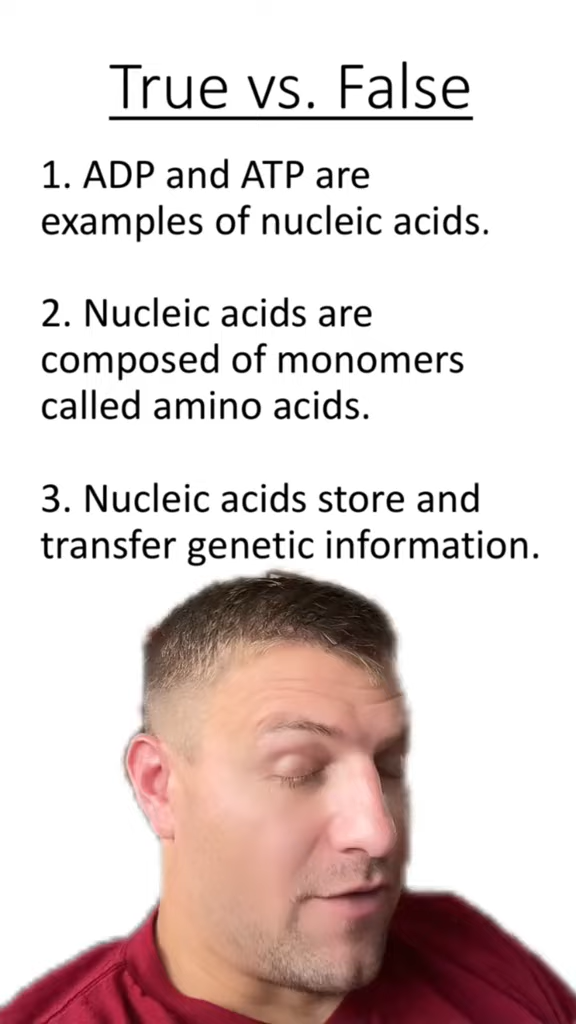 True vs. False
1. ADP and ATP are
examples of nucleic acids.
2. Nucleic acids are
composed of monomers
called amino acids.
3. Nucleic acids store and
transfer genetic information.